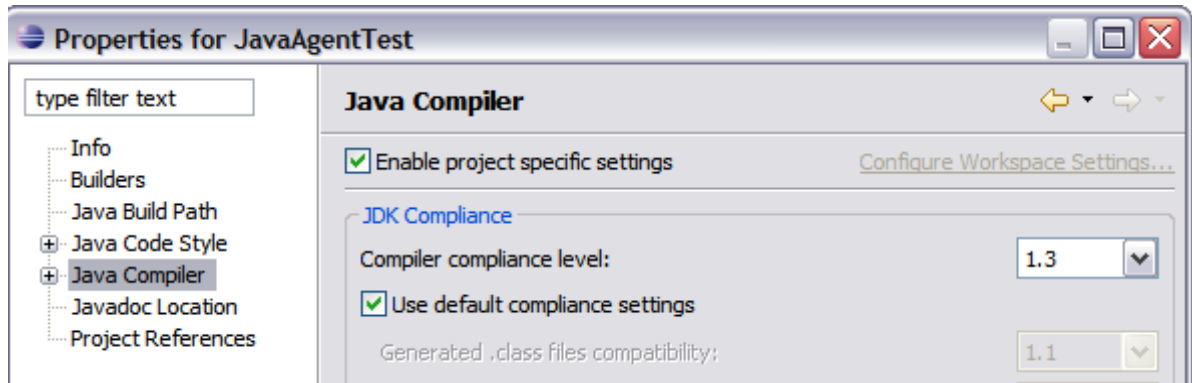 Properties for JavaAgentTest
type filter text
Info
Builders
Java Build Path
Java Code Style
Java Compiler
Javadoc Location
Project References
Java Compiler
Enable project specific settings
Configure Workspace Settings...
JDK Compliance
Compiler compliance level:
1.3
Use default compliance settings
Generated .class files compatibility:
1.1